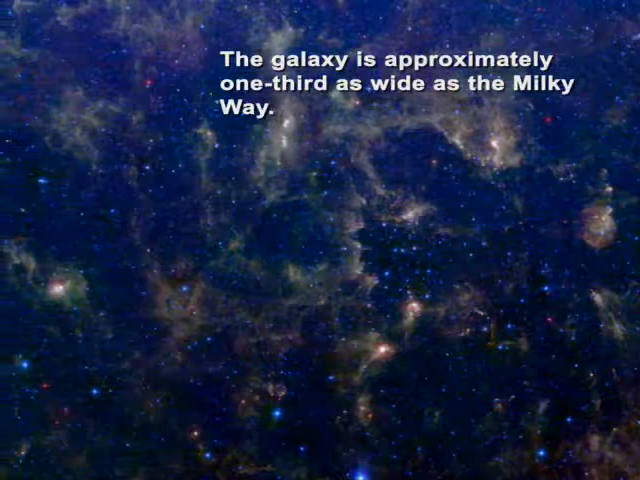 The galaxy is approximately
one-third as wide as the Milky
Way.